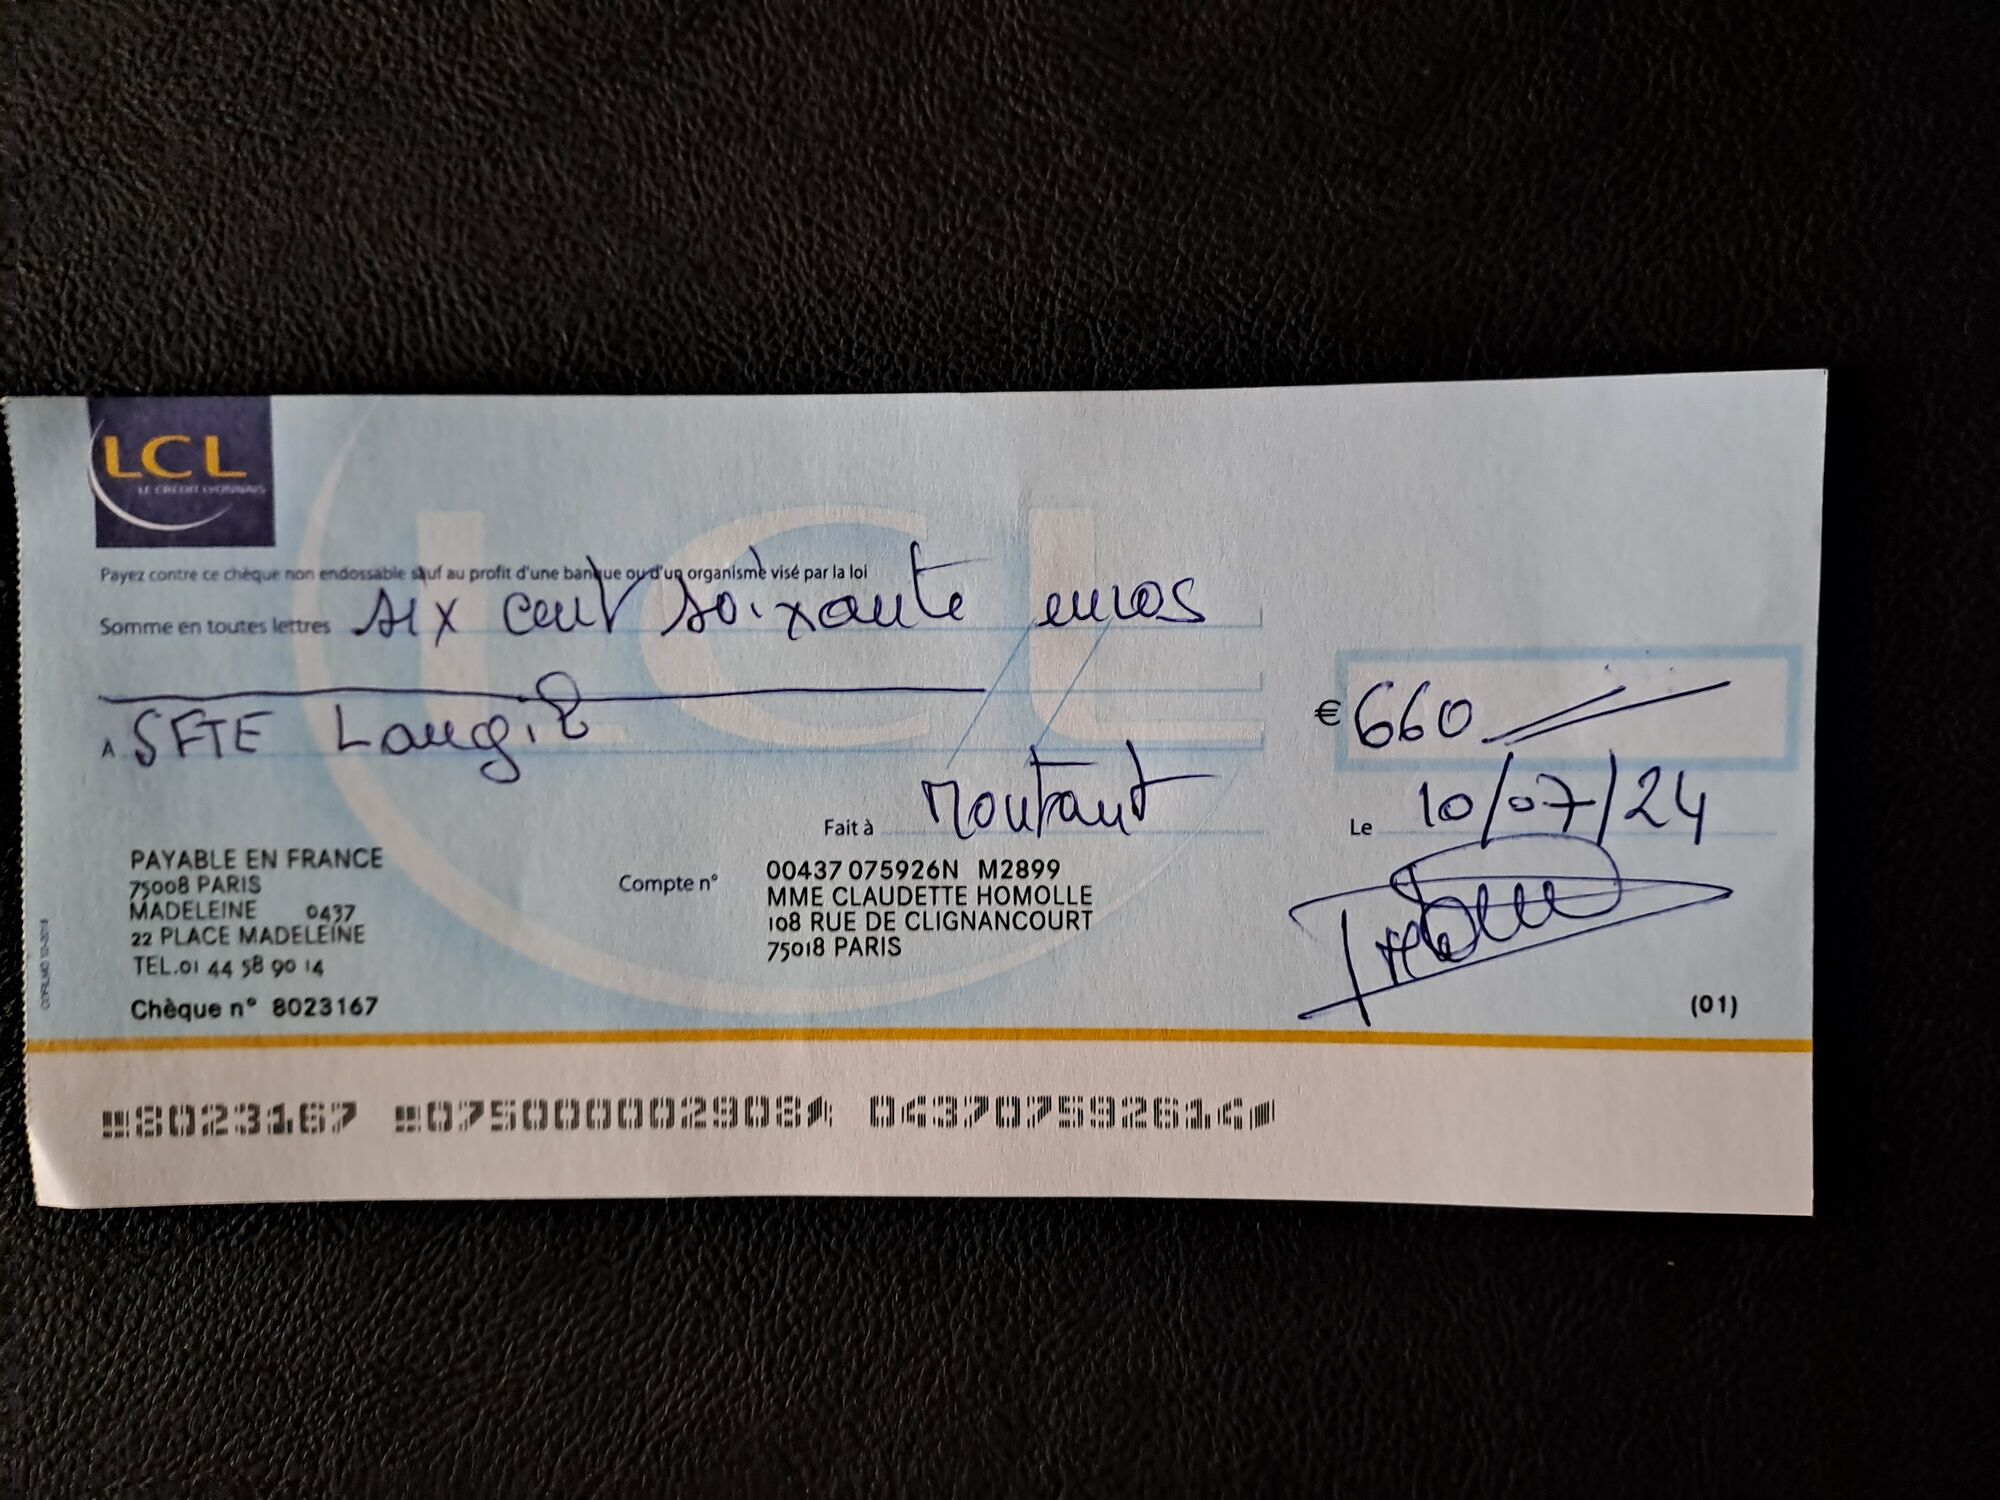 LCL
LE CREDIT LYONNAIS
Payez contre ce chèque non endossable sauf au profit d'une banque ou d'un organisme visé par la loi
Somme en toutes lettres six cent soixante euros
€ 660
A SFTE Laugil
Fait à Montaut
Le 10/07/24
PAYABLE EN FRANCE
75008 PARIS
MADELEINE 0437
22 PLACE MADELEINE
TEL.01 44 58 90 14
Chèque n° 8023167
Compte n° 00437 075926N M2899
MME CLAUDETTE HOMOLLE
108 RUE DE CLIGNANCOURT
75018 PARIS
(01)
8023167 075000002908 043707592614